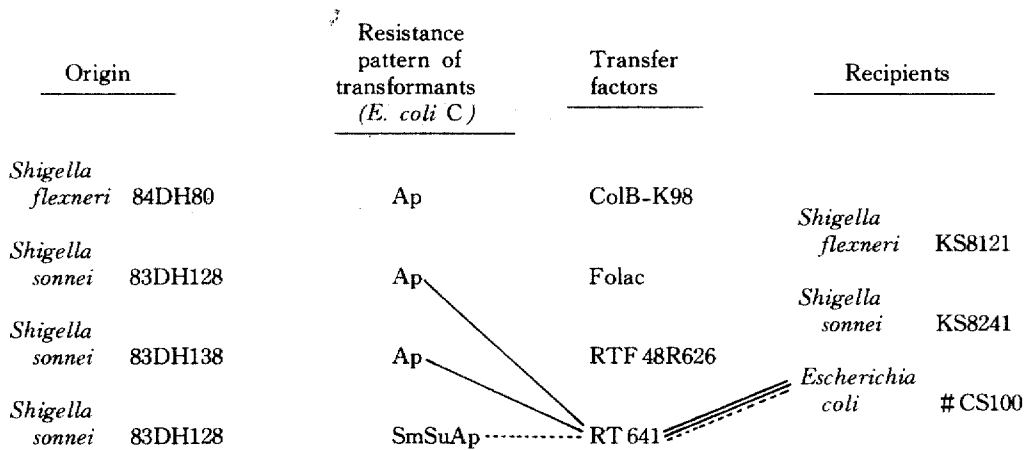 Origin
Resistance
pattern of
transformants
(E. coli C)
Transfer
factors
Recipients
Shigella
flexneri 84DH80
Ap
ColB-K98
Shigella
flexneri KS8121
Shigella
sonnei 83DH128
Ap
Folac
Shigella
sonnei KS8241
Shigella
sonnei 83DH138
Ap
RTF 48R626
Escherichia
coli # CS100
Shigella
sonnei 83DH128
SmSuAp
RT 641